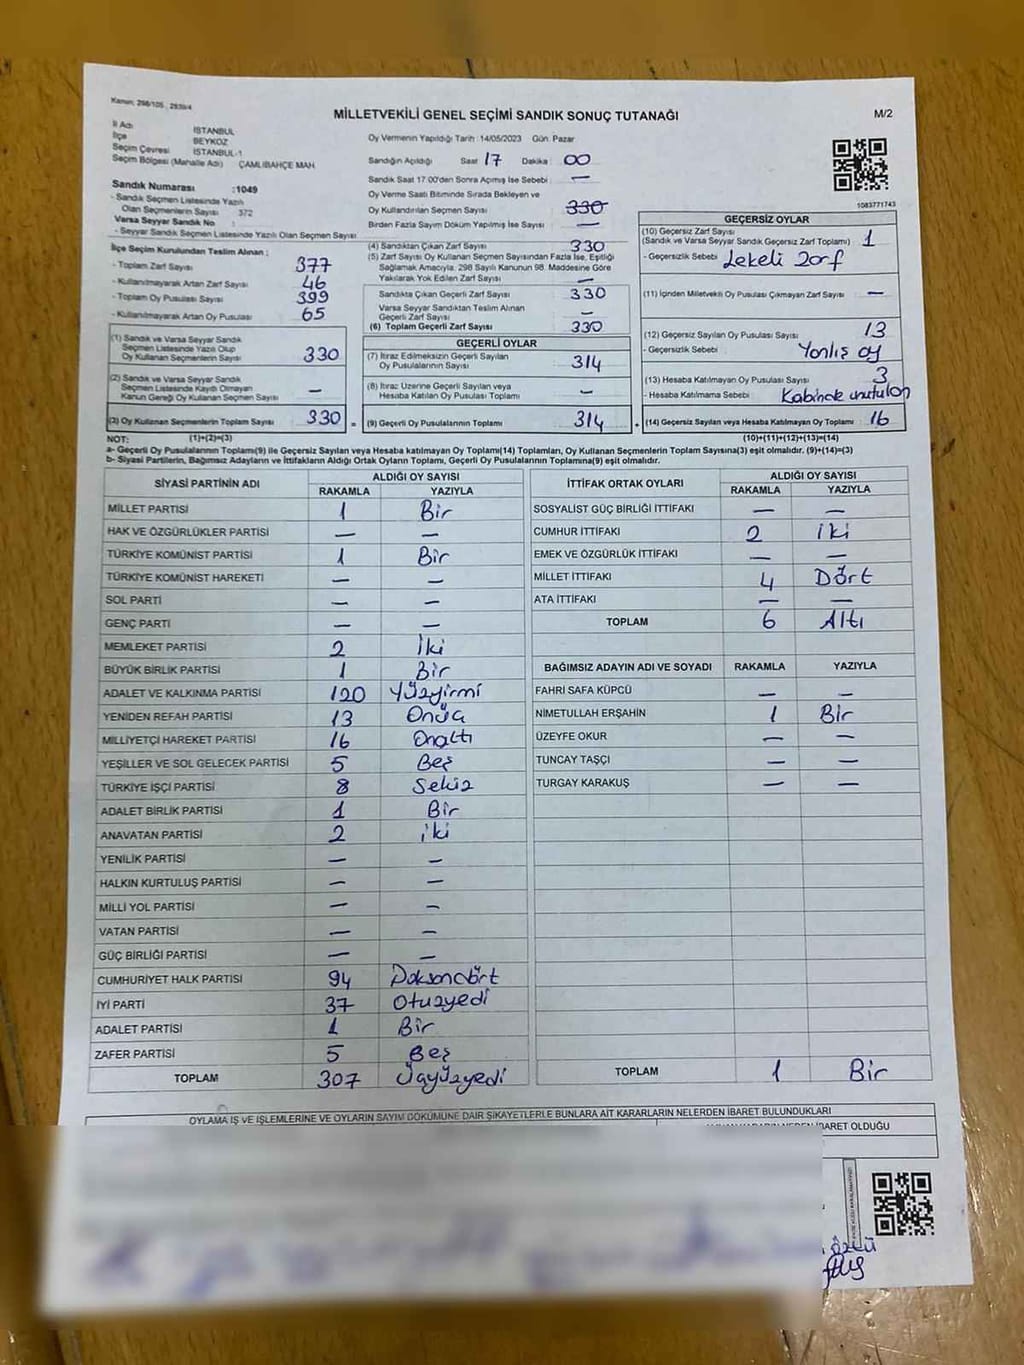 Kanun; 298/105, 2839/4
MİLLETVEKİLİ GENEL SEÇİMİ SANDIK SONUÇ TUTANAĞI
M/2
İl Adı İSTANBUL
İlçe BEYKOZ
Seçim Çevresi İSTANBUL-1
Seçim Bölgesi (Mahalle Adı) ÇAMLIBAHÇE MAH
Sandık Numarası :1049
- Sandık Seçmen Listesinde Yazılı
Olan Seçmenlerin Sayısı 372
Varsa Seyyar Sandık No :
- Seyyar Sandık Seçmen Listesinde Yazılı Olan Seçmen Sayısı
Oy Vermenin Yapıldığı Tarih :14/05/2023 Gün: Pazar
Sandığın Açıldığı Saat 17 Dakika 00
Sandık Saat 17.00'den Sonra Açımış İse Sebebi —
Oy Verme Saati Bitiminde Sırada Bekleyen ve
Oy Kullandırılan Seçmen Sayısı 330
Birden Fazla Sayım Döküm Yapılmış İse Sayısı —
1083771743
İlçe Seçim Kurulundan Teslim Alınan ;
- Toplam Zarf Sayısı 377
- Kullanılmayarak Artan Zarf Sayısı 46
- Toplam Oy Pusulası Sayısı 399
- Kullanılmayarak Artan Oy Pusulası 65
(1) Sandık ve Varsa Seyyar Sandık
Seçmen Listesinde Yazılı Olup
Oy Kullanan Seçmenlerin Sayısı 330
(2) Sandık ve Varsa Seyyar Sandık
Seçmen Listesinde Kaydı Olmayan
Kanun Gereği Oy Kullanan Seçmen Sayısı —
(3) Oy Kullanan Seçmenlerin Toplam Sayısı 330 =
(4) Sandıktan Çıkan Zarf Sayısı 330
(5) Zarf Sayısı Oy Kullanan Seçmen Sayısından Fazla İse, Eşitliği
Sağlamak Amacıyla, 298 Sayılı Kanunun 98. Maddesine Göre
Yakılarak Yok Edilen Zarf Sayısı —
Sandıkta Çıkan Geçerli Zarf Sayısı 330
Varsa Seyyar Sandıktan Teslim Alınan
Geçerli Zarf Sayısı —
(6) Toplam Geçerli Zarf Sayısı 330
GEÇERLİ OYLAR
(7) İtiraz Edilmeksizin Geçerli Sayılan
Oy Pusulalarının Sayısı 314
(8) İtiraz Üzerine Geçerli Sayılan veya
Hesaba Katılan Oy Pusulası Toplamı —
(9) Geçerli Oy Pusulalarının Toplamı 314 +
GEÇERSİZ OYLAR
(10) Geçersiz Zarf Sayısı
(Sandık ve Varsa Seyyar Sandık Geçersiz Zarf Toplamı) 1
- Geçersizlik Sebebi Lekeli Zarf
(11) İçinden Milletvekili Oy Pusulası Çıkmayan Zarf Sayısı —
(12) Geçersiz Sayılan Oy Pusulası Sayısı 13
- Geçersizlik Sebebi Yanlış oy
(13) Hesaba Katılmayan Oy Pusulası Sayısı 3
- Hesaba Katılmama Sebebi Kabinde unutulan
(14) Geçersiz Sayılan veya Hesaba Katılmayan Oy Toplamı 16
NOT: (1)+(2)=(3) (10)+(11)+(12)+(13)=(14)
a- Geçerli Oy Pusulalarının Toplamı(9) ile Geçersiz Sayılan veya Hesaba katılmayan Oy Toplamı(14) Toplamları, Oy Kullanan Seçmenlerin Toplam Sayısına(3) eşit olmalıdır. (9)+(14)=(3)
b- Siyasi Partilerin, Bağımsız Adayların ve İttifakların Aldığı Ortak Oyların Toplamı, Geçerli Oy Pusulalarının Toplamına(9) eşit olmalıdır.
SİYASİ PARTİNİN ADI ALDIĞI OY SAYISI
RAKAMLA YAZIYLA
MİLLET PARTİSİ 1 Bir
HAK VE ÖZGÜRLÜKLER PARTİSİ — —
TÜRKİYE KOMÜNİST PARTİSİ 1 Bir
TÜRKİYE KOMÜNİST HAREKETİ — —
SOL PARTİ — —
GENÇ PARTİ — —
MEMLEKET PARTİSİ 2 İki
BÜYÜK BİRLİK PARTİSİ 1 Bir
ADALET VE KALKINMA PARTİSİ 120 Yüzyirmi
YENİDEN REFAH PARTİSİ 13 Onüç
MİLLİYETÇİ HAREKET PARTİSİ 16 Onaltı
YEŞİLLER VE SOL GELECEK PARTİSİ 5 Beş
TÜRKİYE İŞÇİ PARTİSİ 8 Sekiz
ADALET BİRLİK PARTİSİ 1 Bir
ANAVATAN PARTİSİ 2 iki
YENİLİK PARTİSİ — —
HALKIN KURTULUŞ PARTİSİ — —
MİLLİ YOL PARTİSİ — —
VATAN PARTİSİ — —
GÜÇ BİRLİĞİ PARTİSİ — —
CUMHURİYET HALK PARTİSİ 94 Doksandört
İYİ PARTİ 37 Otuzyedi
ADALET PARTİSİ 1 Bir
ZAFER PARTİSİ 5 Beş
TOPLAM 307 Üçyüzyedi
İTTİFAK ORTAK OYLARI ALDIĞI OY SAYISI
RAKAMLA YAZIYLA
SOSYALİST GÜÇ BİRLİĞİ İTTİFAKI — —
CUMHUR İTTİFAKI 2 iki
EMEK VE ÖZGÜRLÜK İTTİFAKI — —
MİLLET İTTİFAKI 4 Dört
ATA İTTİFAKI — —
TOPLAM 6 Altı
BAĞIMSIZ ADAYIN ADI VE SOYADI RAKAMLA YAZIYLA
FAHRİ SAFA KÜPCÜ — —
NİMETULLAH ERŞAHİN 1 Bir
ÜZEYFE OKUR — —
TUNCAY TAŞÇI — —
TURGAY KARAKUŞ — —
TOPLAM 1 Bir
OYLAMA İŞ VE İŞLEMLERİNE VE OYLARIN SAYIM DÖKÜMÜNE DAİR ŞİKAYETLERLE BUNLARA AİT KARARLARIN NELERDEN İBARET BULUNDUKLARI
İBARET OLDUĞU